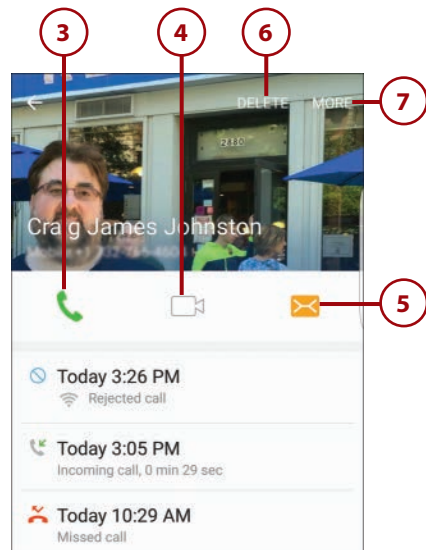 3
4
6
7
DELETE MORE
2480
Craig James Johnston
5
Today 3:26 PM
Rejected call
Today 3:05 PM
Incoming call, 0 min 29 sec
Today 10:29 AM
Missed call